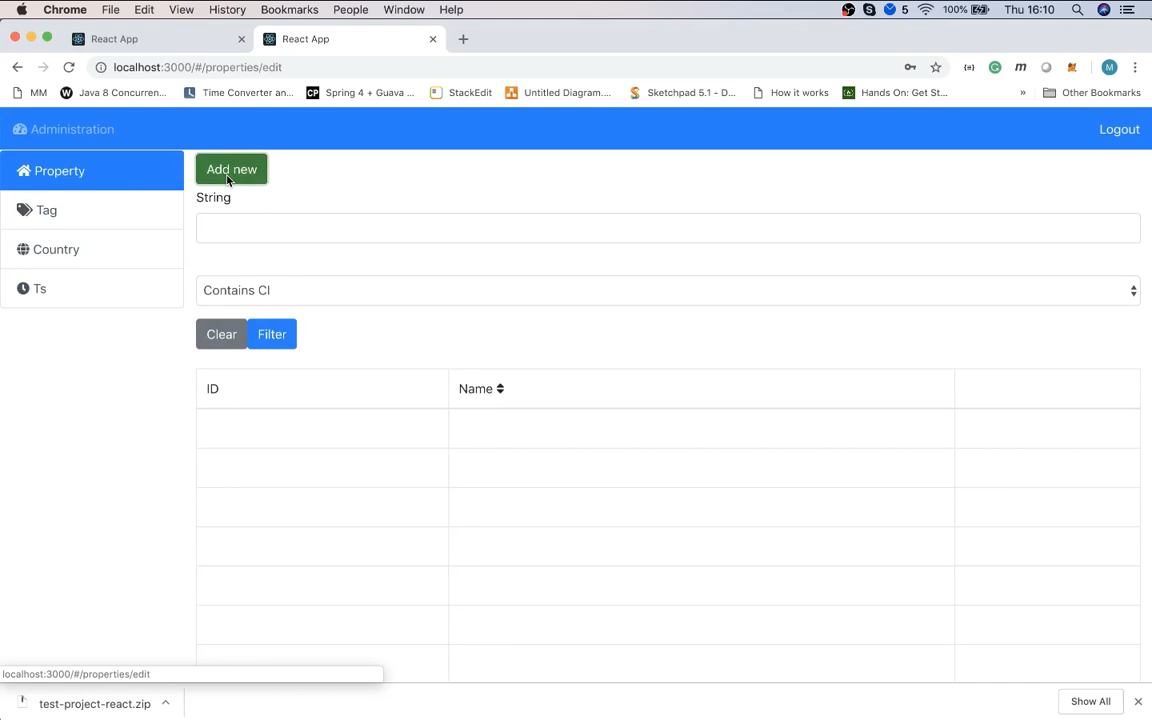 Chrome File Edit View History Bookmarks People Window Help 5 100% Thu 16:10
React App React App
localhost:3000/#/properties/edit M
MM Java 8 Concurren... Time Converter an... CP Spring 4 + Guava ... StackEdit Untitled Diagram.... Sketchpad 5.1 - D... How it works Hands On: Get St... » Other Bookmarks
Administration Logout
Property Add new
String
Tag
Country
Contains CI
Ts
Clear Filter
ID Name
localhost:3000/#/properties/edit
test-project-react.zip Show All